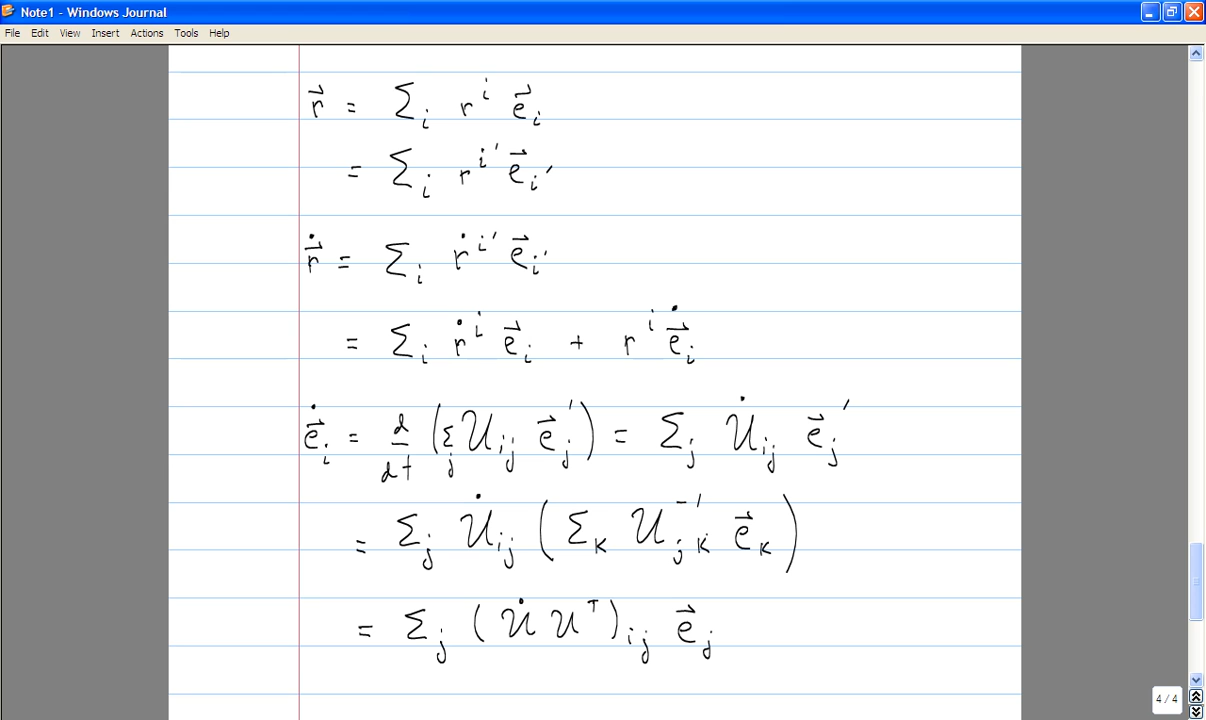 Note1 - Windows Journal
File Edit View Insert Actions Tools Help
r⃗ = Σ_i r^i e⃗_i
= Σ_i r^i′ e⃗_i′
ṙ⃗ = Σ_i ṙ^i′ e⃗_i′
= Σ_i ṙ^i e⃗_i + r^i ė⃗_i
ė⃗_i = d/dt (Σ_j U_ij e⃗_j′) = Σ_j U̇_ij e⃗_j′
= Σ_j U̇_ij (Σ_k U⁻¹_jk e⃗_k)
= Σ_j (U̇ U^T)_ij e⃗_j
4 / 4